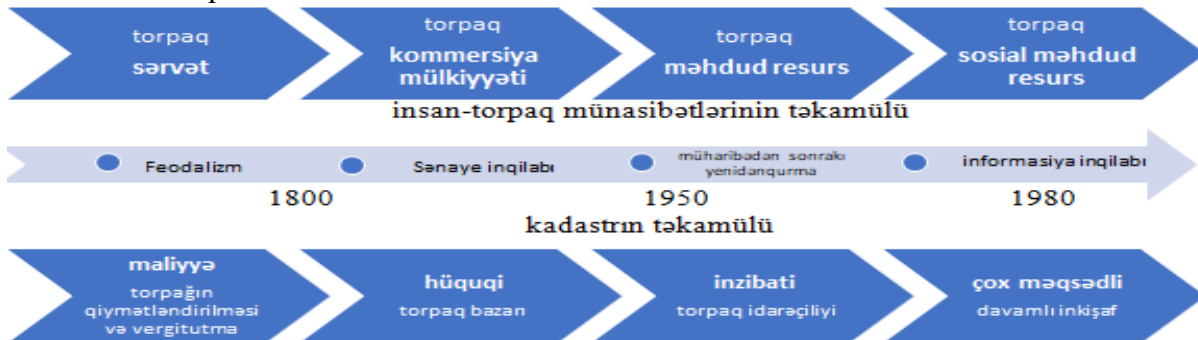 torpaq
sərvət
torpaq
kommersiya
mülkiyyəti
torpaq
məhdud resurs
torpaq
sosial məhdud
resurs
insan-torpaq münasibətlərinin təkamülü
Feodalizm
Sənaye inqilabı
müharibədən sonrakı
yenidənqurma
informasiya inqilabı
1800
1950
1980
kadastrın təkamülü
maliyyə
torpağın
qiymətləndirilməsi
və vergitutma
hüquqi
torpaq bazarı
inzibati
torpaq idarəçiliyi
çox məqsədli
davamlı inkişaf